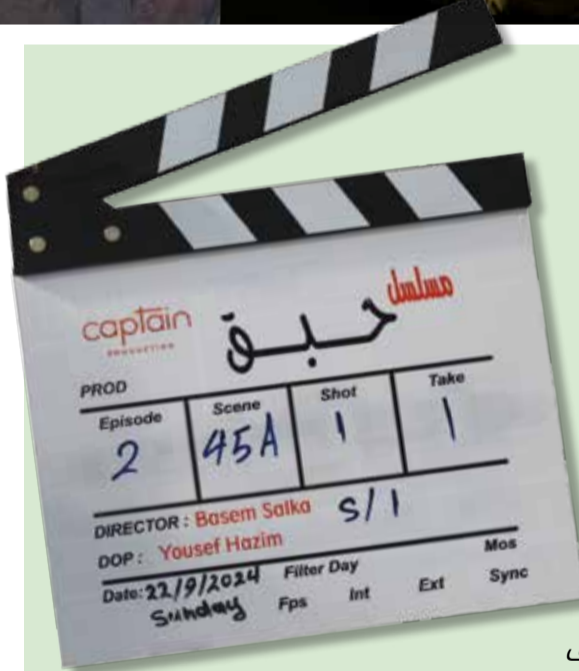 مسلسل
captain
PRODUCTION
حبق
PROD
Episode Scene Shot Take
2 45A 1 1
DIRECTOR : Basem Salka S/1
DOP : Yousef Hazim
Date: 22/9/2024 Filter Day Mos
Sunday Fps Int Ext Sync